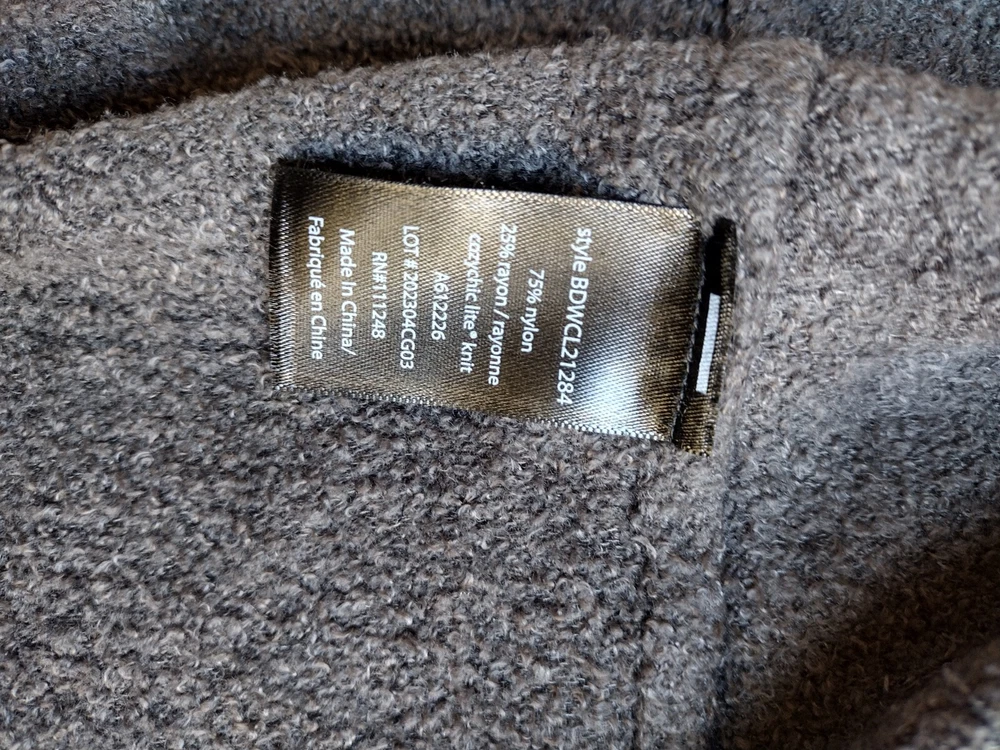 style BDWCL21284
75% nylon
25% rayon / rayonne
cozychic lite® knit
A612226
LOT #202304CG03
RN#111248
Made in China/
Fabriqué en Chine